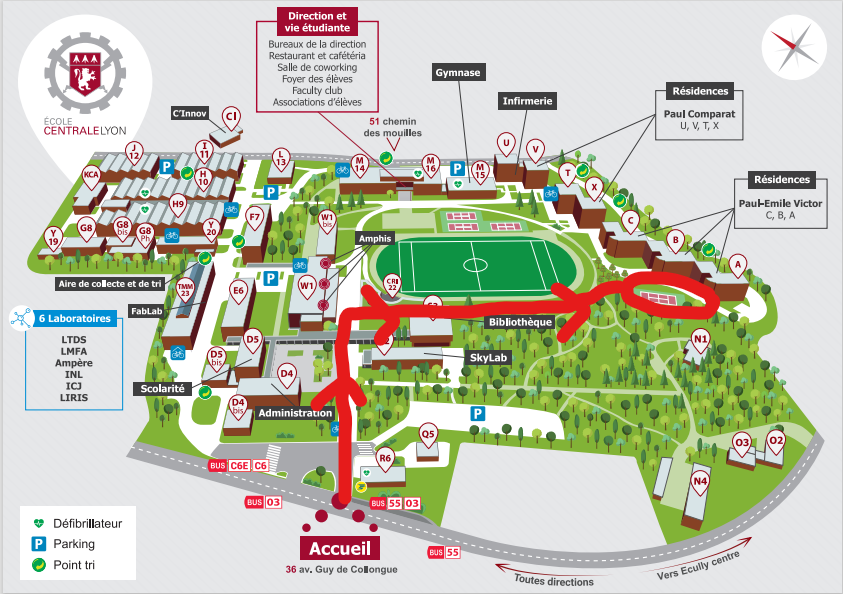 ÉCOLE
CENTRALELYON
Direction et
vie étudiante
Bureaux de la direction
Restaurant et cafétéria
Salle de coworking
Foyer des élèves
Faculty club
Associations d'élèves
51 chemin
des mouilles
Gymnase
Infirmerie
Résidences
Paul Comparat
U, V, T, X
Résidences
Paul-Emile Victor
C, B, A
C'Innov
CI
J
12
I
11
H
10
KCA
L
13
M
14
M
16
M
15
U
V
T
X
C
B
A
H9
G8
G8
bis
G8
Ph
Y
19
Y
20
F7
W1
bis
Amphis
W1
CRI
22
Aire de collecte et de tri
TMM
23
FabLab
E6
6 Laboratoires
LTDS
LMFA
Ampère
INL
ICJ
LIRIS
D5
D5
bis
Scolarité
D4
D4
bis
Administration
Bibliothèque
SkyLab
N1
Q5
R6
O3
O2
N4
P
P
P
P
P
BUS C6E C6
BUS 03
BUS 55 03
BUS 55
Accueil
36 av. Guy de Collongue
Toutes directions
Vers Ecully centre
Défibrillateur
P Parking
Point tri